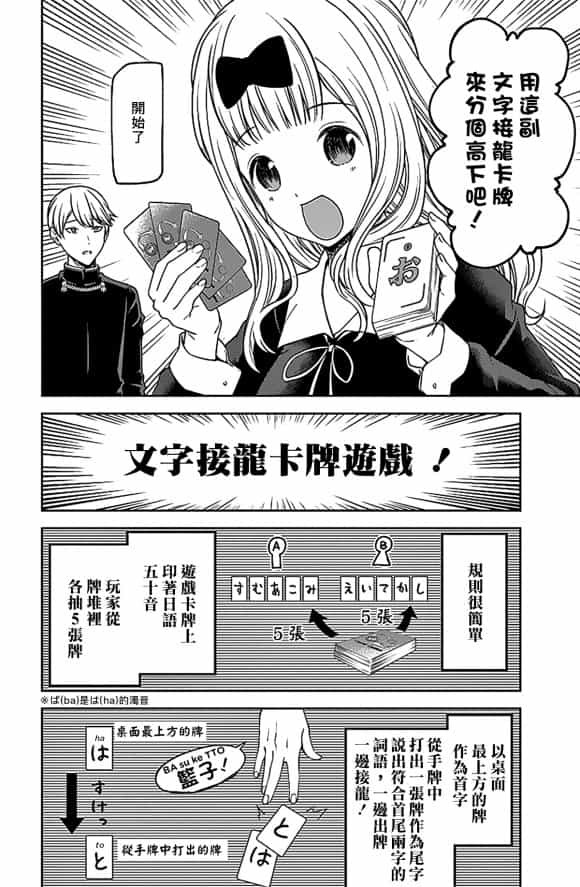 用這副
文字接龍卡牌
來分個高下吧！
開始了
お
文字接龍卡牌遊戲！
規則很簡單
A
B
すむあこみ
えいてかし
5張
5張
遊戲卡牌上
印著日語
五十音
玩家從
牌堆裡
各抽5張牌
※ば(ba)是は(ha)的濁音
以桌面
最上方的牌
作為首字
從手牌中
打出一張牌作為尾字
說出符合首尾兩字的
詞語，一邊出牌
一邊接龍！
BA su ke TTO
籃子！
と
は
桌面最上方的牌
ha
は
すけっ
to
と
從手牌中打出的牌